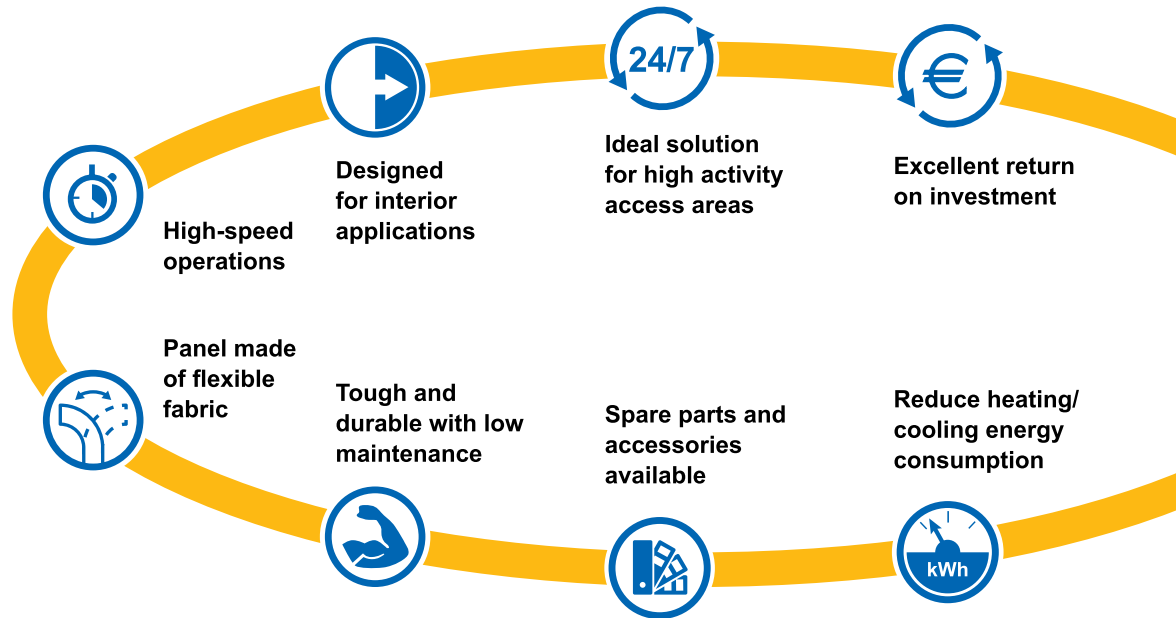 24/7
€
Ideal solution
for high activity
access areas
Designed
for interior
applications
Excellent return
on investment
High-speed
operations
Panel made
of flexible
fabric
Tough and
durable with low
maintenance
Spare parts and
accessories
available
Reduce heating/
cooling energy
consumption
kWh